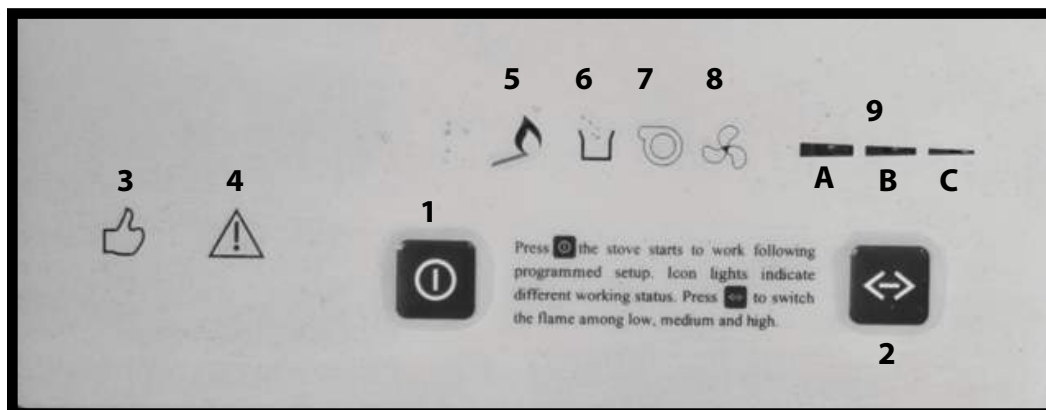 5 6 7 8
9
A B C
3 4
1
Press the stove starts to work following
programmed setup. Icon lights indicate
different working status. Press to switch
the flame among low, medium and high.
2